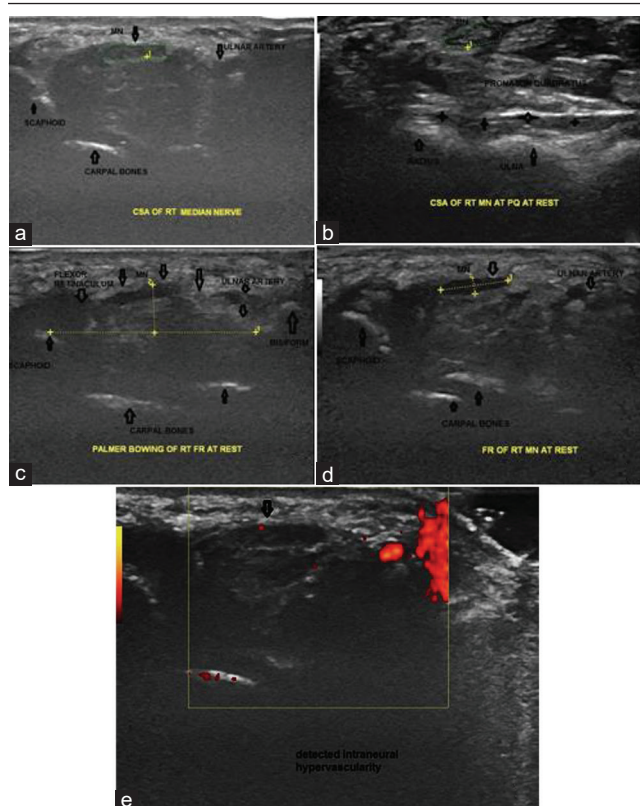 MN
ULNAR ARTERY
SCAPHOID
CARPAL BONES
CSA OF RT MEDIAN NERVE
a
MN
PRONATOR QUADRATUS
RADIUS
ULNA
CSA OF RT MN AT PQ AT REST
b
FLEXOR
RETINACULUM
MN
ULNAR ARTERY
SCAPHOID
PISIFORM
CARPAL BONES
PALMER BOWING OF RT FR AT REST
c
MN
ULNAR ARTERY
SCAPHOID
CARPAL BONES
FR OF RT MN AT REST
d
detected intraneural
hypervascularity
e